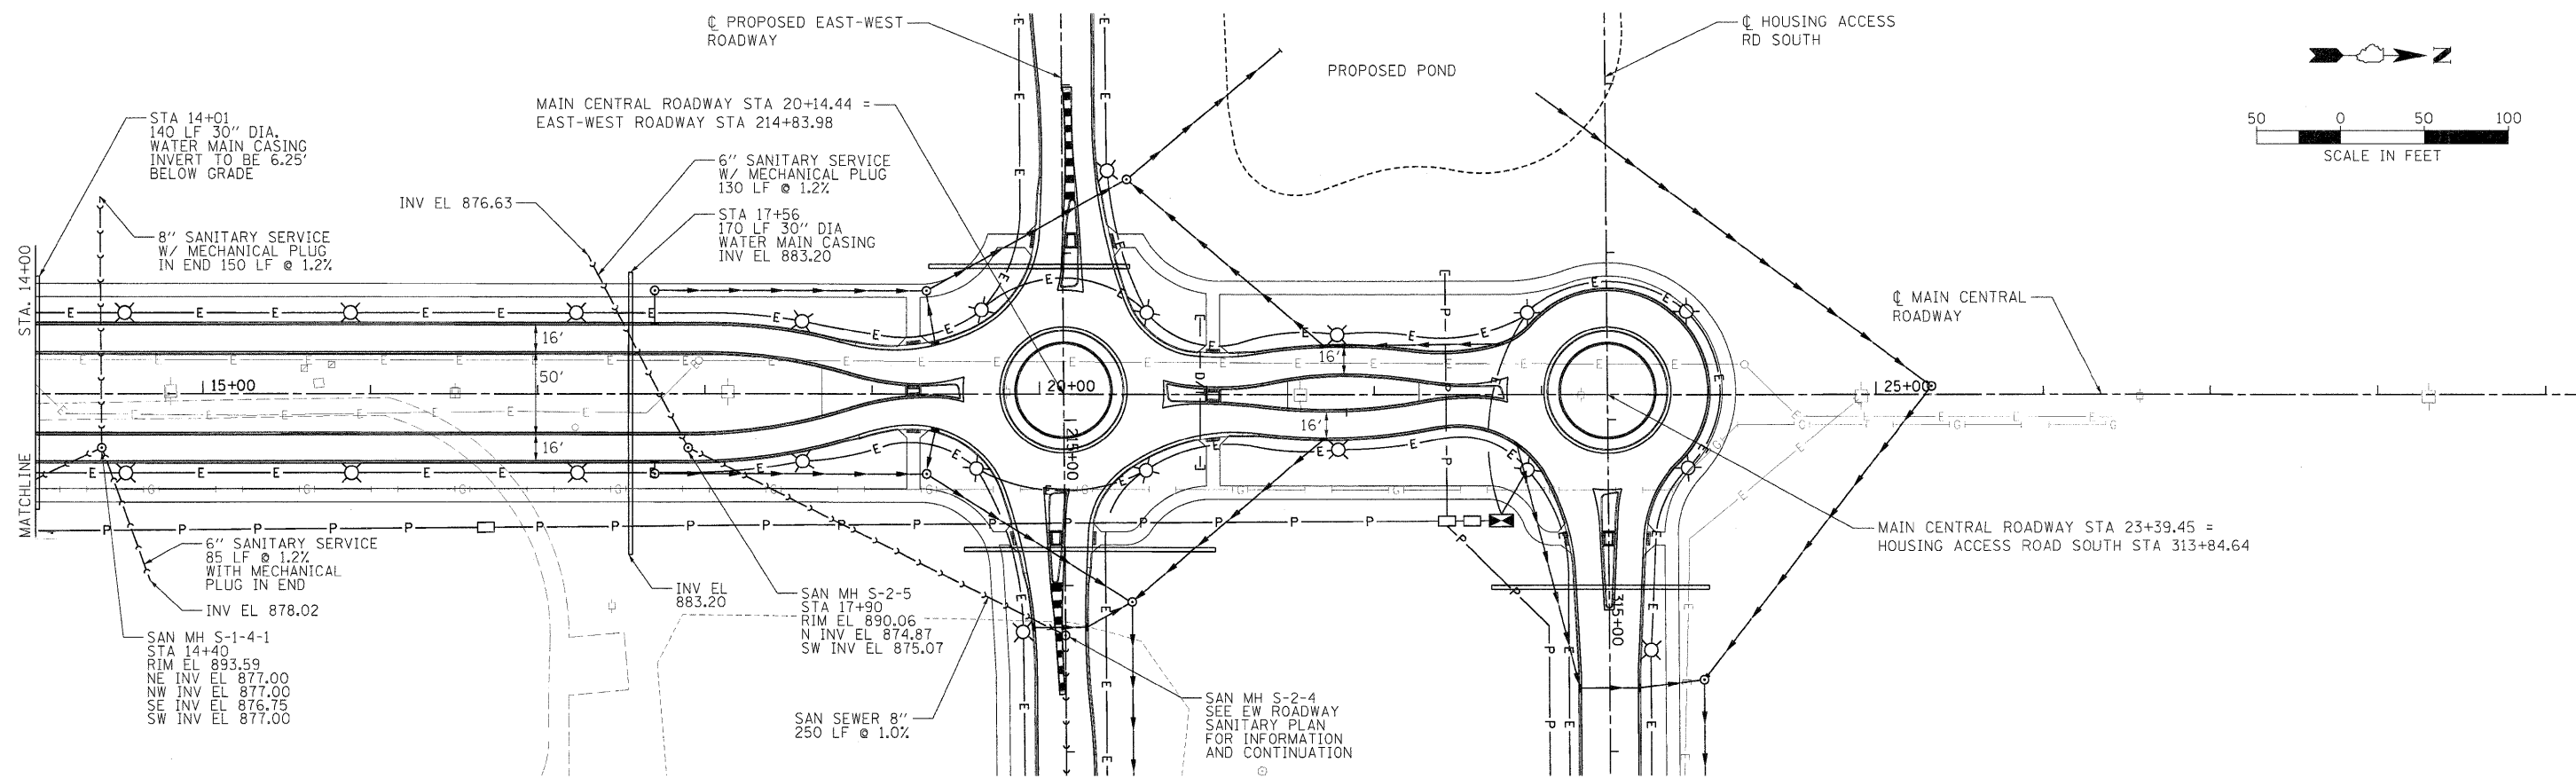 ℄ PROPOSED EAST-WEST
ROADWAY
℄ HOUSING ACCESS
RD SOUTH
PROPOSED POND
N
50 0 50 100
SCALE IN FEET
MAIN CENTRAL ROADWAY STA 20+14.44 =
EAST-WEST ROADWAY STA 214+83.98
STA 14+01
140 LF 30" DIA.
WATER MAIN CASING
INVERT TO BE 6.25'
BELOW GRADE
6" SANITARY SERVICE
W/ MECHANICAL PLUG
130 LF @ 1.2%
INV EL 876.63
STA 17+56
170 LF 30" DIA
WATER MAIN CASING
INV EL 883.20
8" SANITARY SERVICE
W/ MECHANICAL PLUG
IN END 150 LF @ 1.2%
℄ MAIN CENTRAL
ROADWAY
STA. 14+00
MATCHLINE
16'
50'
16'
16'
16'
15+00
20+00
25+00
215+00
315+00
6" SANITARY SERVICE
85 LF @ 1.2%
WITH MECHANICAL
PLUG IN END
INV EL 878.02
SAN MH S-1-4-1
STA 14+40
RIM EL 893.59
NE INV EL 877.00
NW INV EL 877.00
SE INV EL 876.75
SW INV EL 877.00
INV EL
883.20
SAN MH S-2-5
STA 17+90
RIM EL 890.06
N INV EL 874.87
SW INV EL 875.07
SAN SEWER 8"
250 LF @ 1.0%
SAN MH S-2-4
SEE EW ROADWAY
SANITARY PLAN
FOR INFORMATION
AND CONTINUATION
MAIN CENTRAL ROADWAY STA 23+39.45 =
HOUSING ACCESS ROAD SOUTH STA 313+84.64